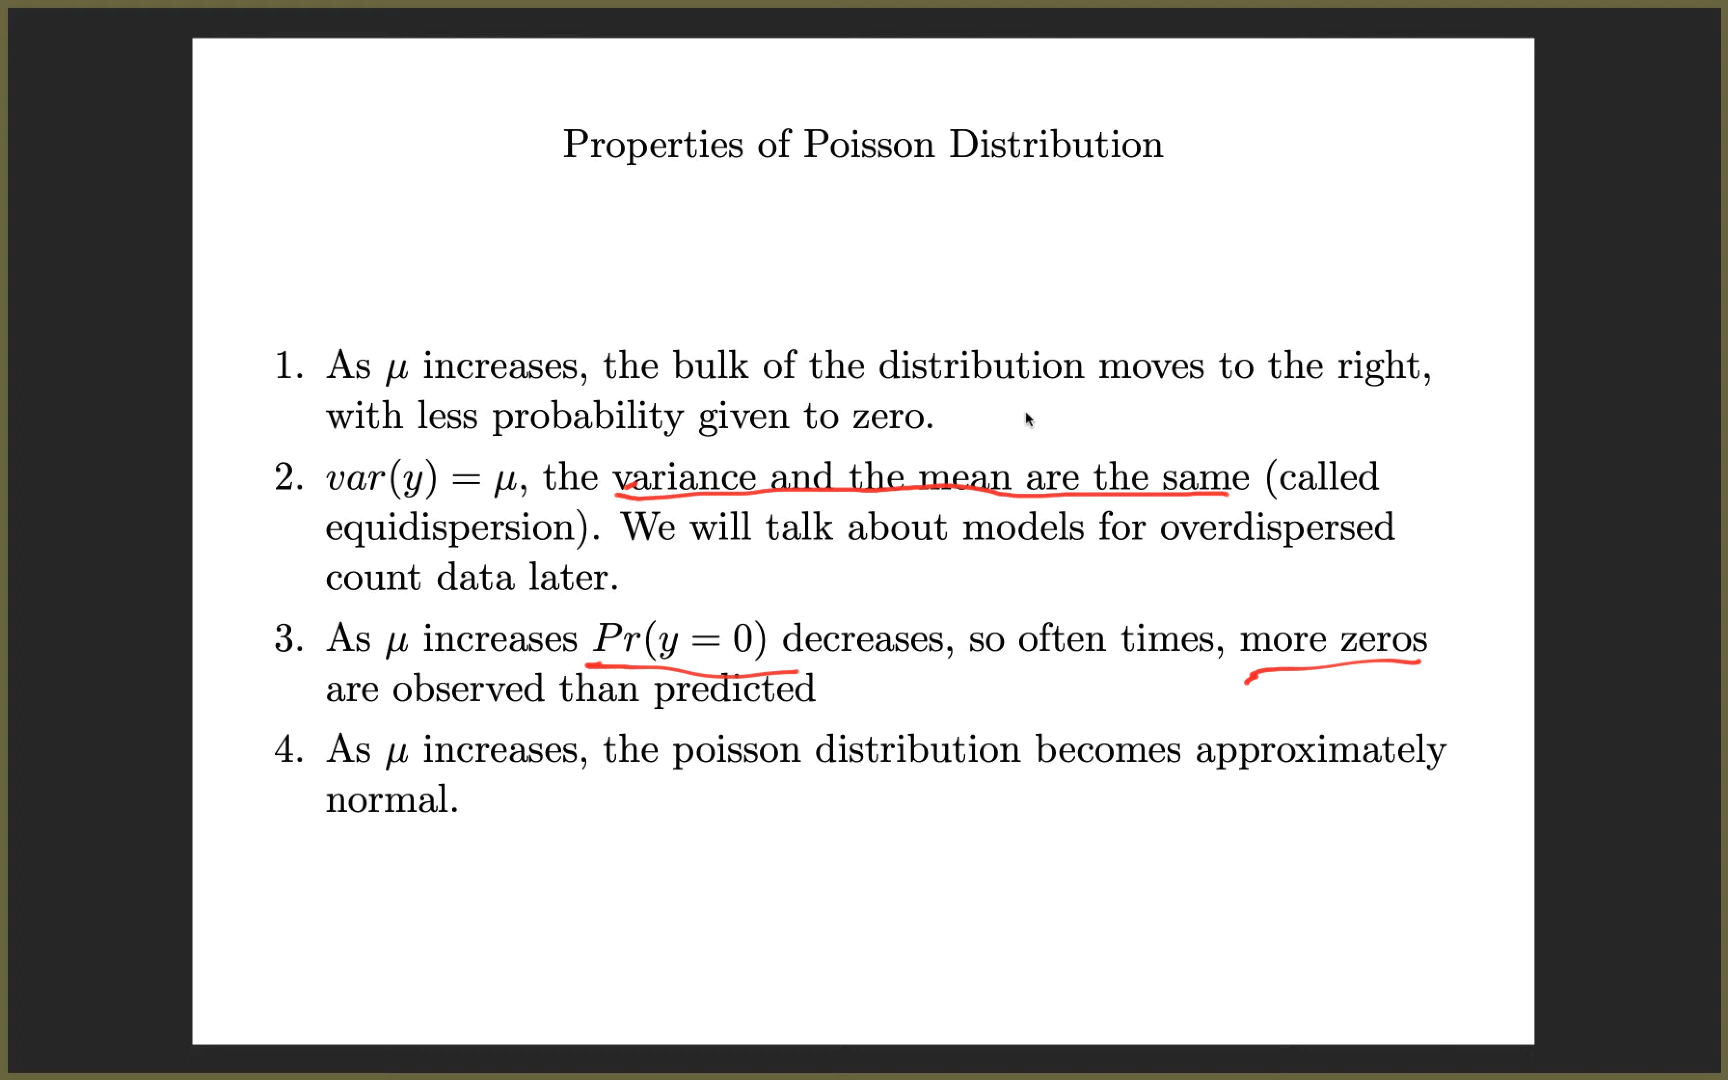 Properties of Poisson Distribution
1. As μ increases, the bulk of the distribution moves to the right,
with less probability given to zero.
2. var(y) = μ, the variance and the mean are the same (called
equidispersion). We will talk about models for overdispersed
count data later.
3. As μ increases Pr(y = 0) decreases, so often times, more zeros
are observed than predicted
4. As μ increases, the poisson distribution becomes approximately
normal.